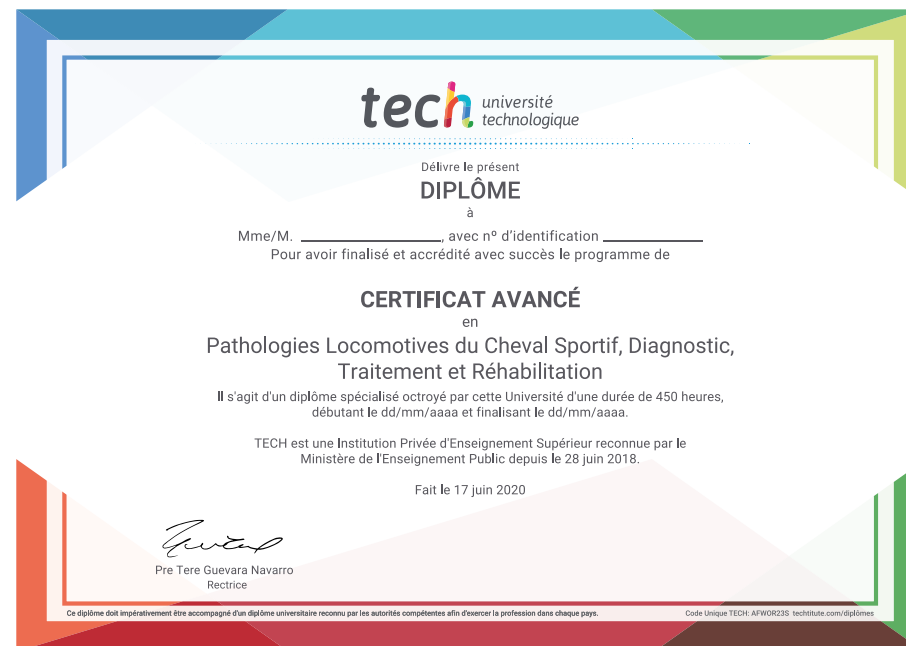 tech université
technologique
Délivre le présent
DIPLÔME
à
Mme/M. ____________________, avec nº d'identification ______________
Pour avoir finalisé et accrédité avec succès le programme de
CERTIFICAT AVANCÉ
en
Pathologies Locomotives du Cheval Sportif, Diagnostic,
Traitement et Réhabilitation
Il s'agit d'un diplôme spécialisé octroyé par cette Université d'une durée de 450 heures,
débutant le dd/mm/aaaa et finalisant le dd/mm/aaaa.
TECH est une Institution Privée d'Enseignement Supérieur reconnue par le
Ministère de l'Enseignement Public depuis le 28 juin 2018.
Fait le 17 juin 2020
Pre Tere Guevara Navarro
Rectrice
Ce diplôme doit impérativement être accompagné d'un diplôme universitaire reconnu par les autorités compétentes afin d'exercer la profession dans chaque pays.
Code Unique TECH: AFWOR23S techtitute.com/diplômes